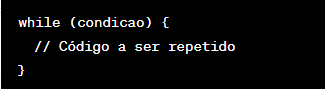 while (condicao) {
  // Código a ser repetido
}